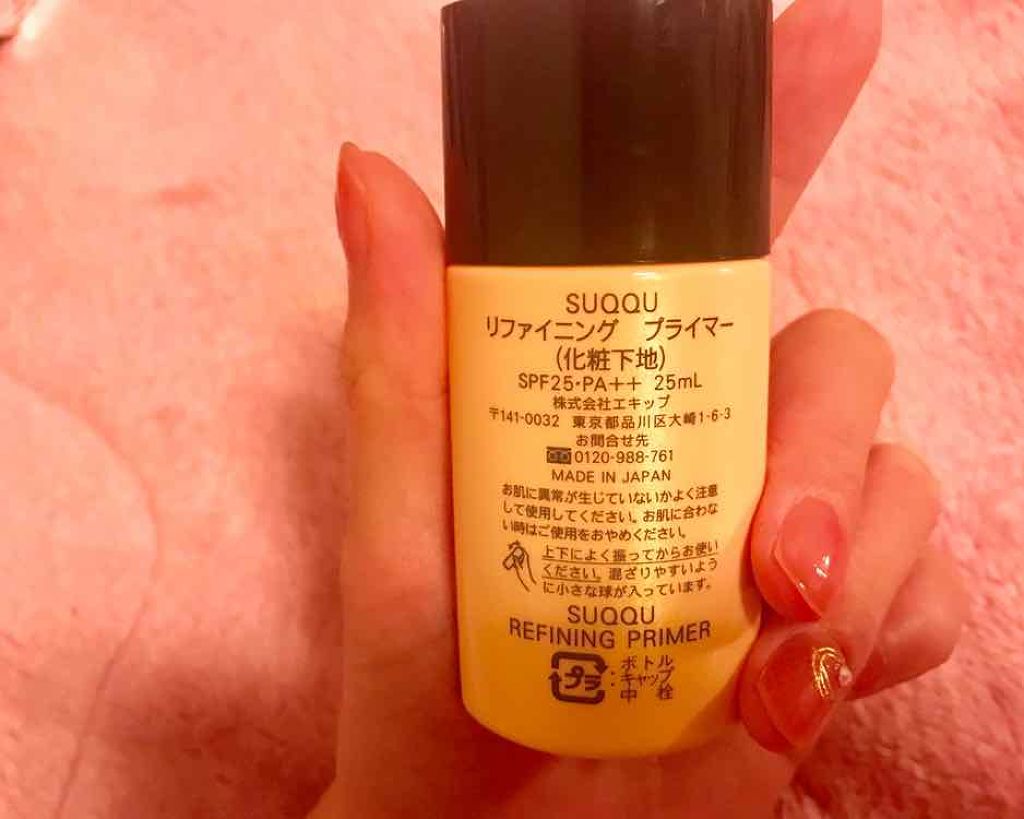 SUQQU
リファイニング　プライマー
(化粧下地)
SPF25・PA++ 25mL
株式会社エキップ
〒141-0032 東京都品川区大崎1-6-3
お問合せ先
0120-988-761
MADE IN JAPAN
お肌に異常が生じていないかよく注意
して使用してください。お肌に合わな
い時はご使用をおやめください。
上下によく振ってからお使い
ください。混ざりやすいよう
に小さな球が入っています。
SUQQU
REFINING PRIMER
プラ
:ボトル
:キャップ
中　栓